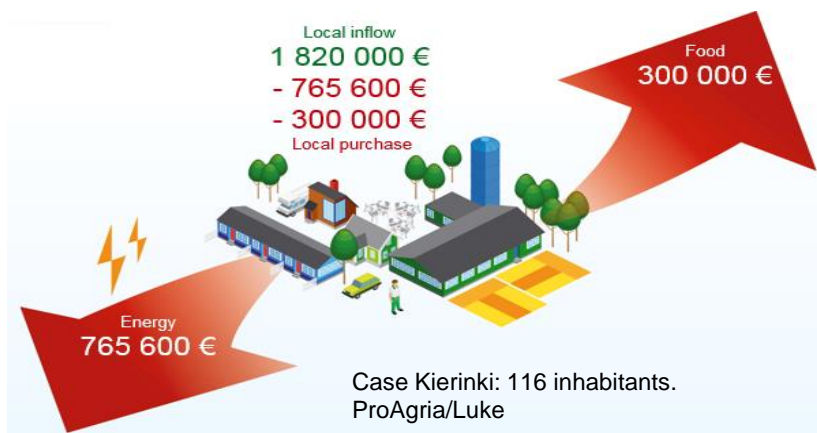 Local inflow
1 820 000 €
- 765 600 €
- 300 000 €
Local purchase
Food
300 000 €
Energy
765 600 €
Case Kierinki: 116 inhabitants.
ProAgria/Luke